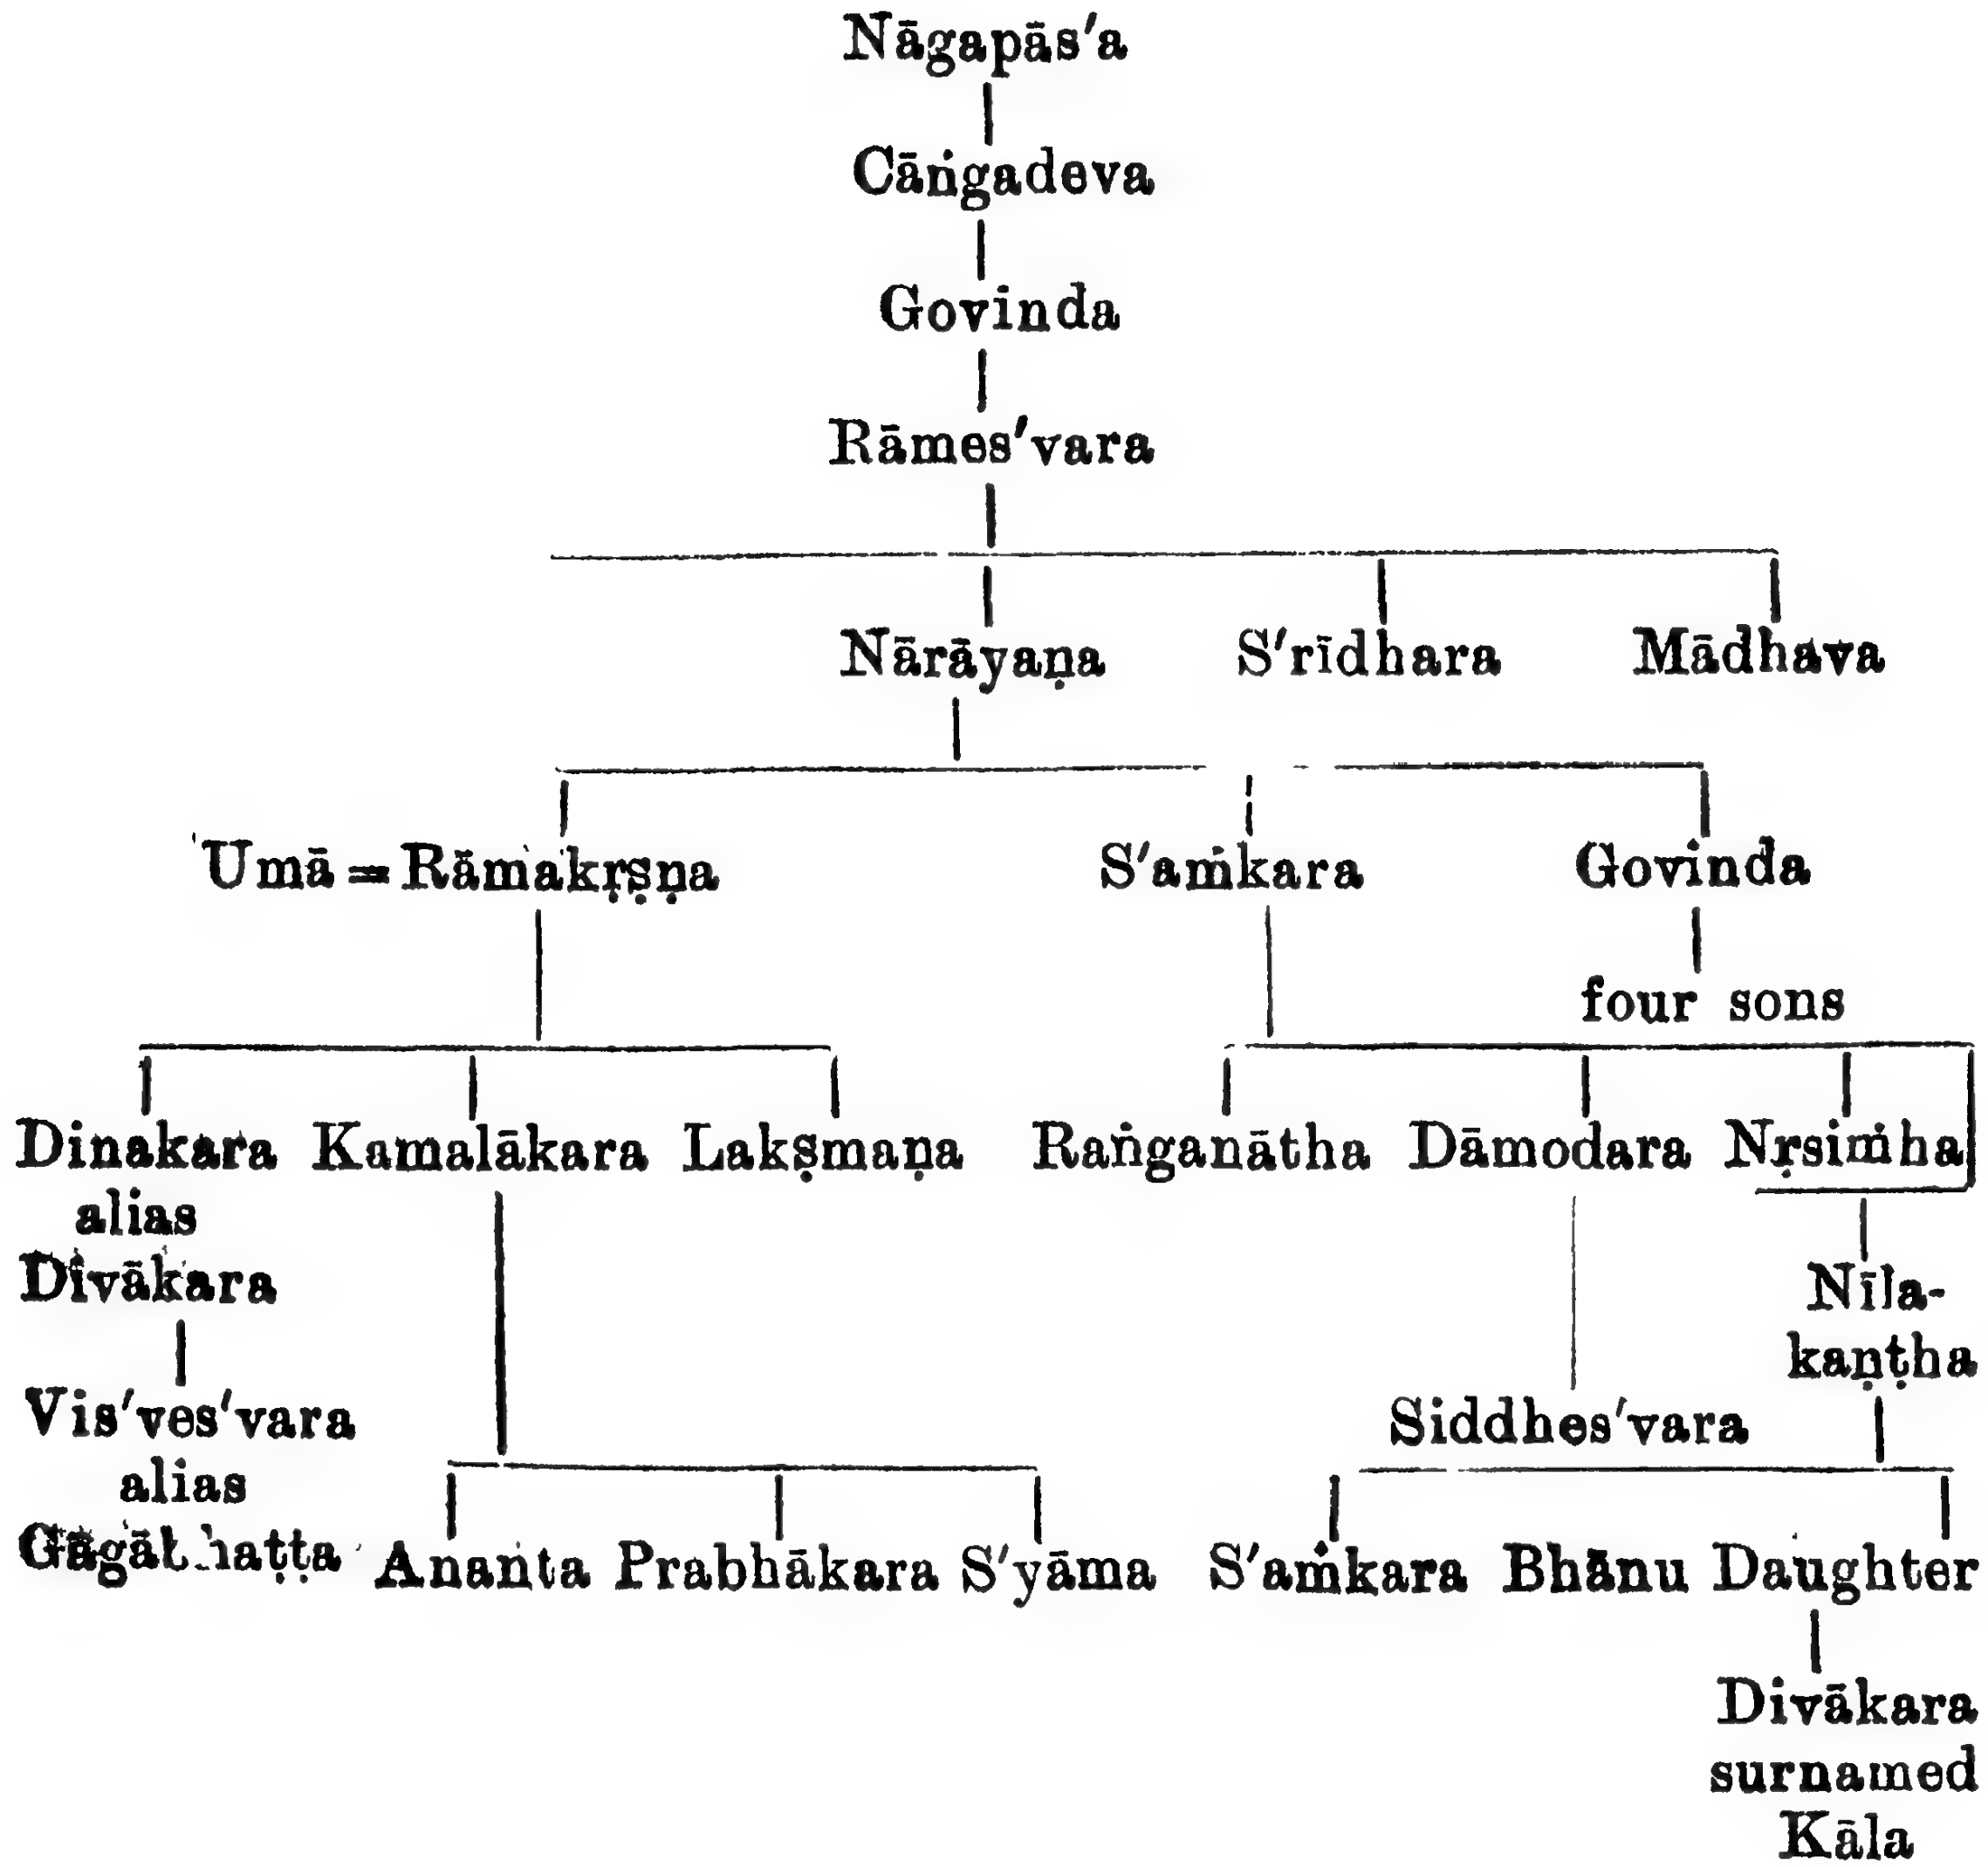 Nāgapās′a
Cāṅgadeva
Govinda
Rāmes′vara
Nārāyaṇa S′rīdhara Mādhava
Umā = Rāmakṛṣṇa S′aṁkara Govinda
four sons
Dinakara Kamalākara Lakṣmaṇa Raṅganātha Dāmodara Nṛsiṁha
alias
Divākara
Nīla-
kaṇṭha
Vis′ves′vara
alias
Siddhes′vara
Ananta Prabhākara S′yāma S′aṁkara Bhānu Daughter
Divākara
surnamed
Kāla